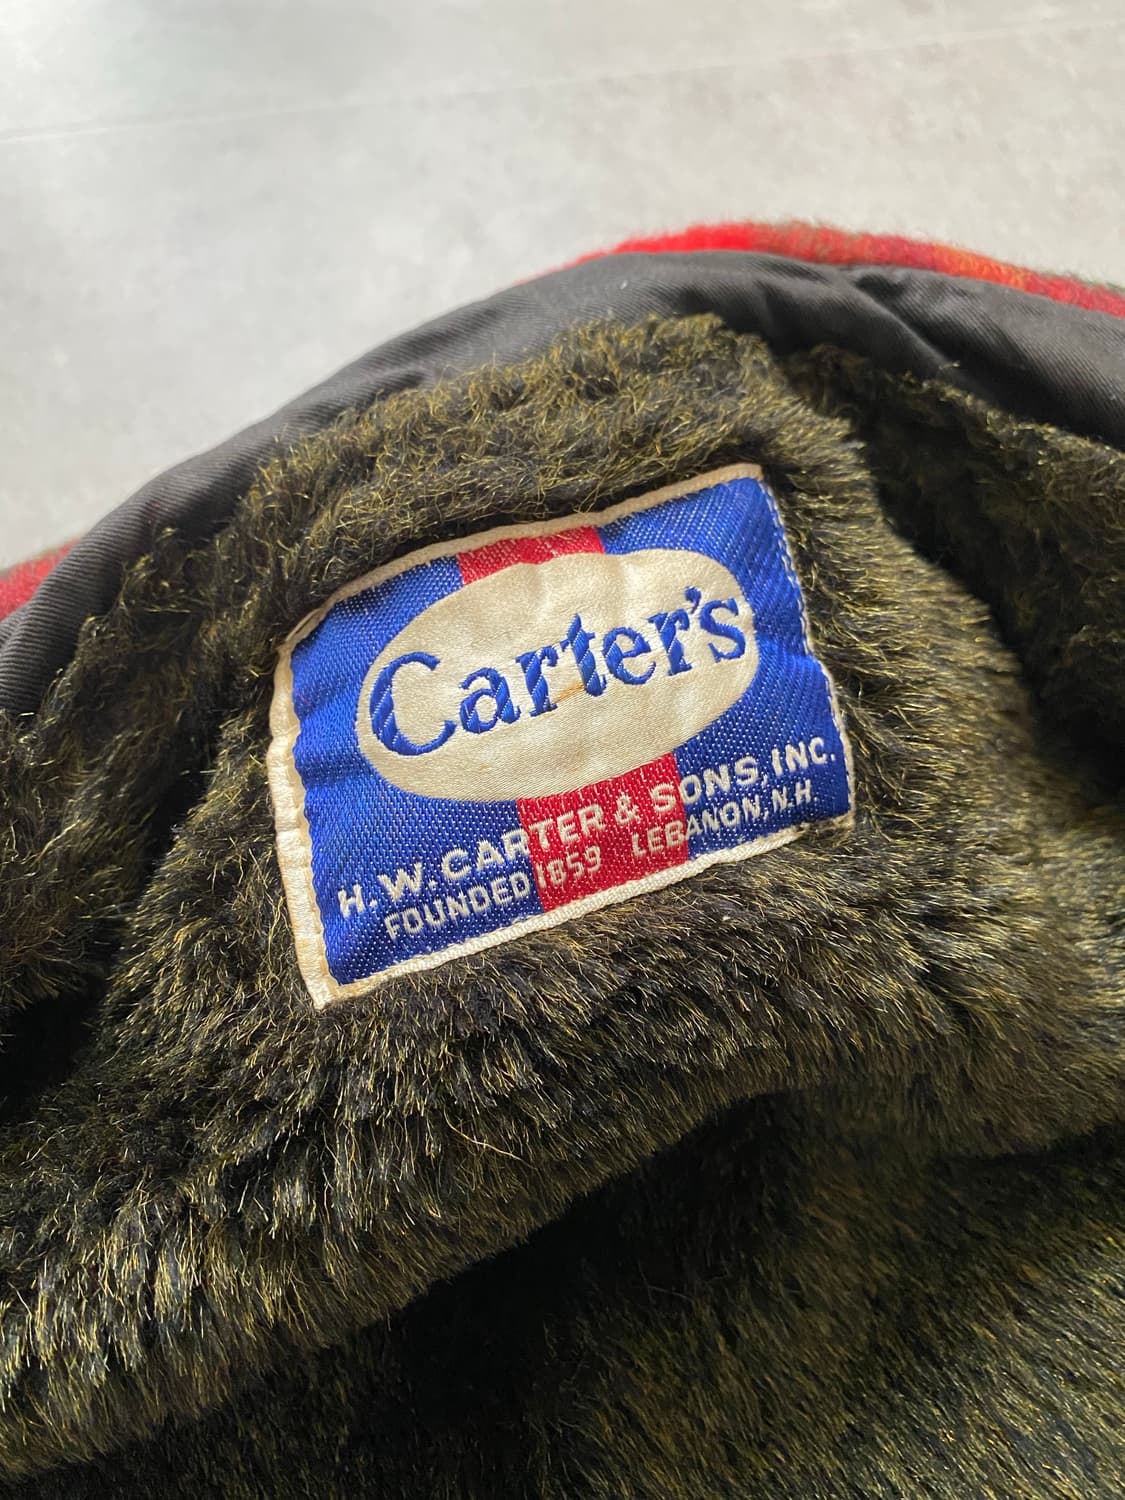 Carter's
H. W. CARTER & SONS, INC.
FOUNDED 1859 LEBANON, N.H.